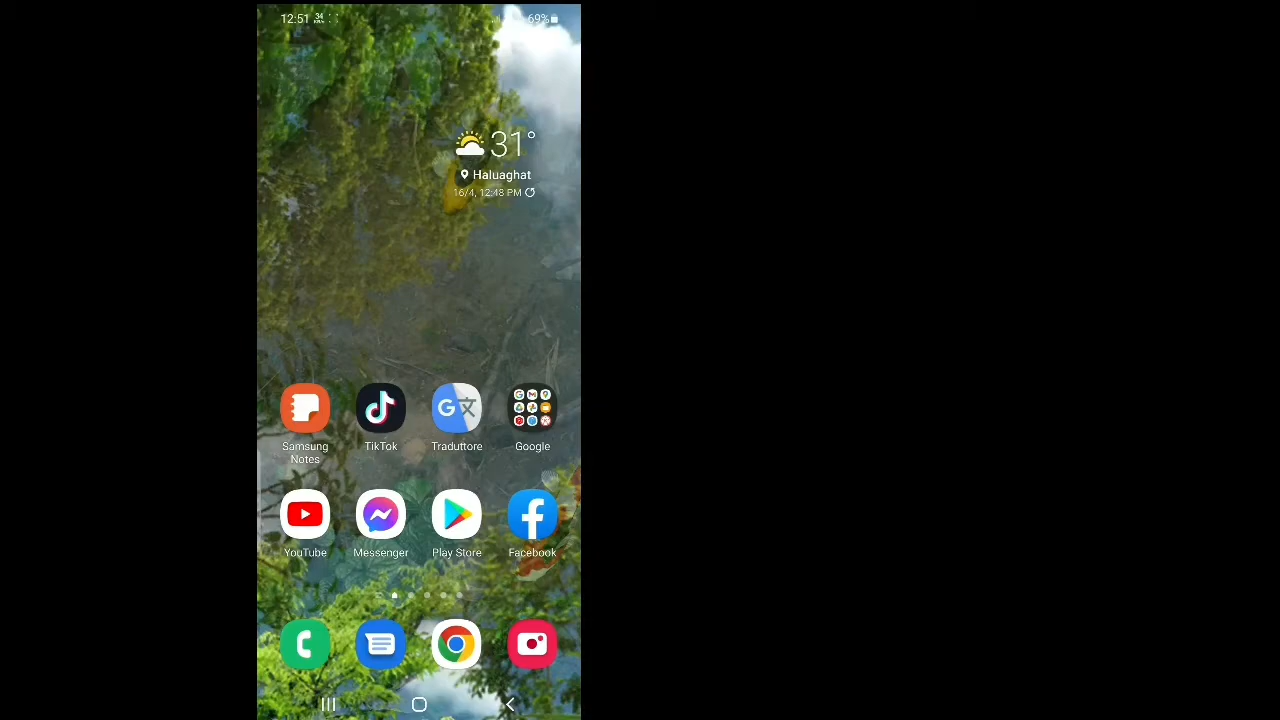 12:51 34 69%
31°
Haluaghat
16/4, 12:48 PM
Samsung Notes
TikTok
Traduttore
Google
YouTube
Messenger
Play Store
Facebook